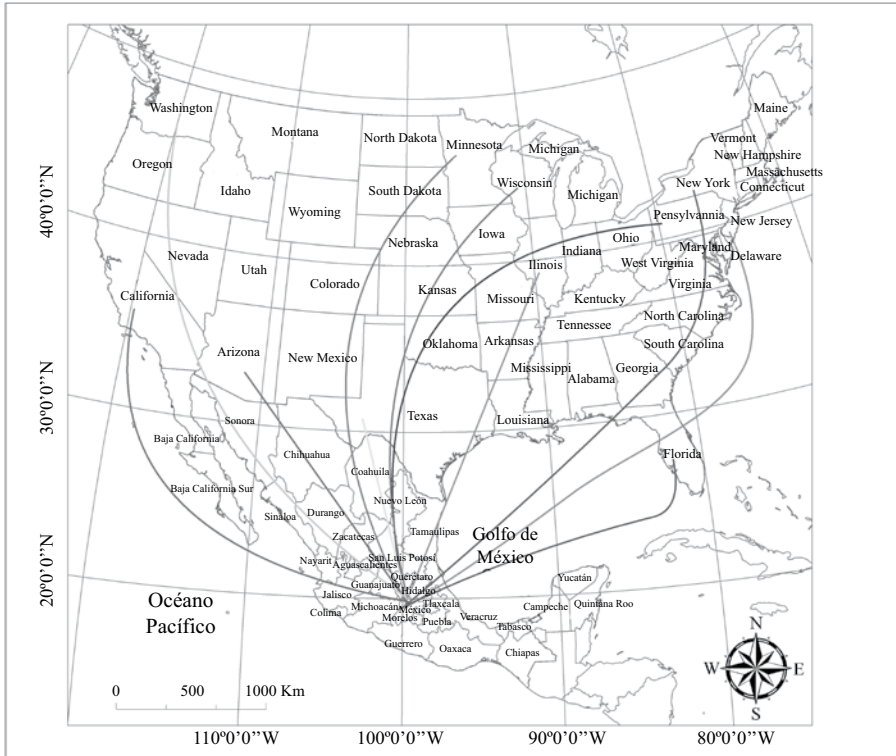 Washington
Maine
Montana
North Dakota
Minnesota
Vermont
Michigan
New Hampshire
Oregon
Massachusetts
Idaho
South Dakota
Wisconsin
Michigan
New York
Connecticut
Wyoming
Pensylvannia
New Jersey
40º0'0''N
Nebraska
Iowa
Ohio
Nevada
Indiana
Maryland
Delaware
Utah
Ilinois
West Virginia
Colorado
Kansas
Virginia
California
Missouri
Kentucky
North Carolina
Tennessee
Oklahoma
Arkansas
South Carolina
Arizona
New Mexico
Mississippi
Georgia
Alabama
30º0'0''N
Texas
Louisiana
Sonora
Baja California
Chihuahua
Florida
Coahuila
Baja California Sur
Nuevo León
Sinaloa
Durango
Tamaulipas
Golfo de
México
Zacatecas
San Luis Potosí
Nayarit
Aguascalientes
Querétaro
Yucatán
20º0'0''N
Guanajuato
Hidalgo
Jalisco
Océano
Pacífico
Michoacán
Tlaxcala
México
Campeche
Quintana Roo
Colima
Morelos
Puebla
Veracruz
Tabasco
Guerrero
Oaxaca
Chiapas
N
W
E
S
0
500
1000 Km
110º0'0''W
100º0'0''W
90º0'0''W
80º0'0''W